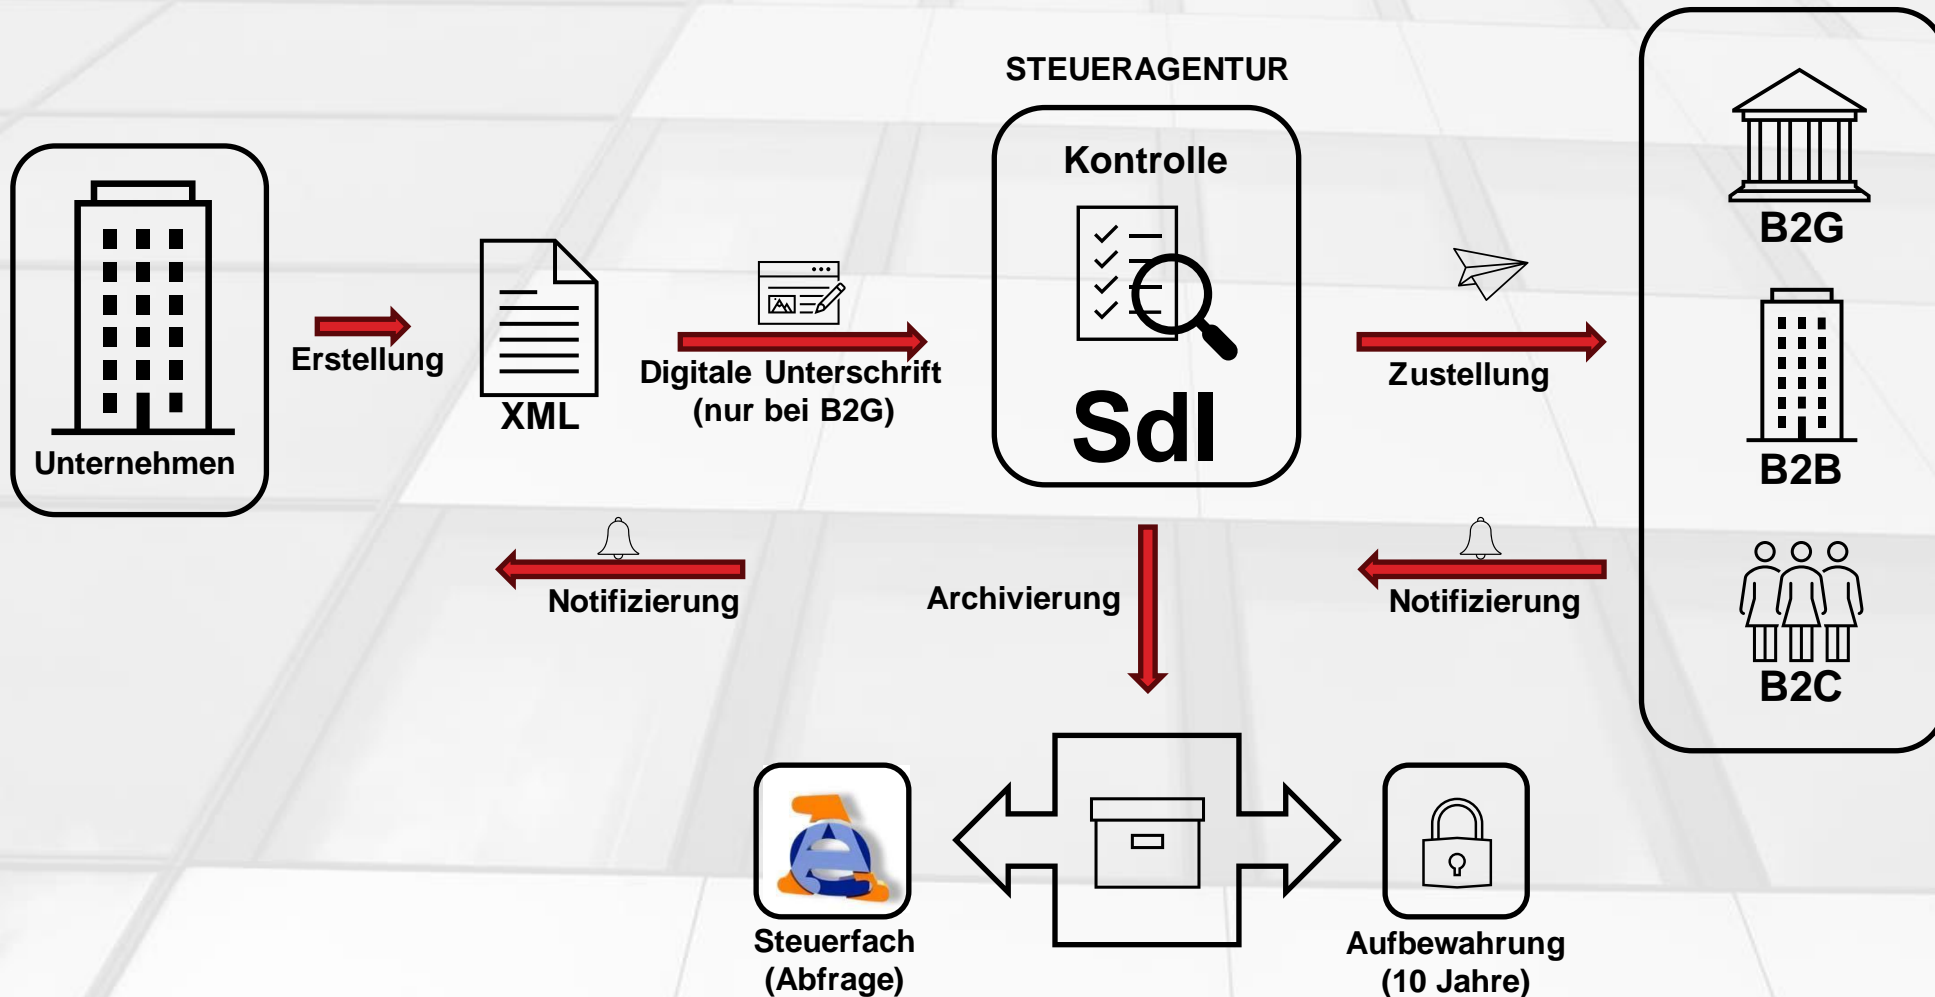 STEUERAGENTUR
Unternehmen
Erstellung
XML
Digitale Unterschrift
(nur bei B2G)
Kontrolle
SdI
Zustellung
B2G
B2B
B2C
Notifizierung
Archivierung
Notifizierung
Steuerfach
(Abfrage)
Aufbewahrung
(10 Jahre)